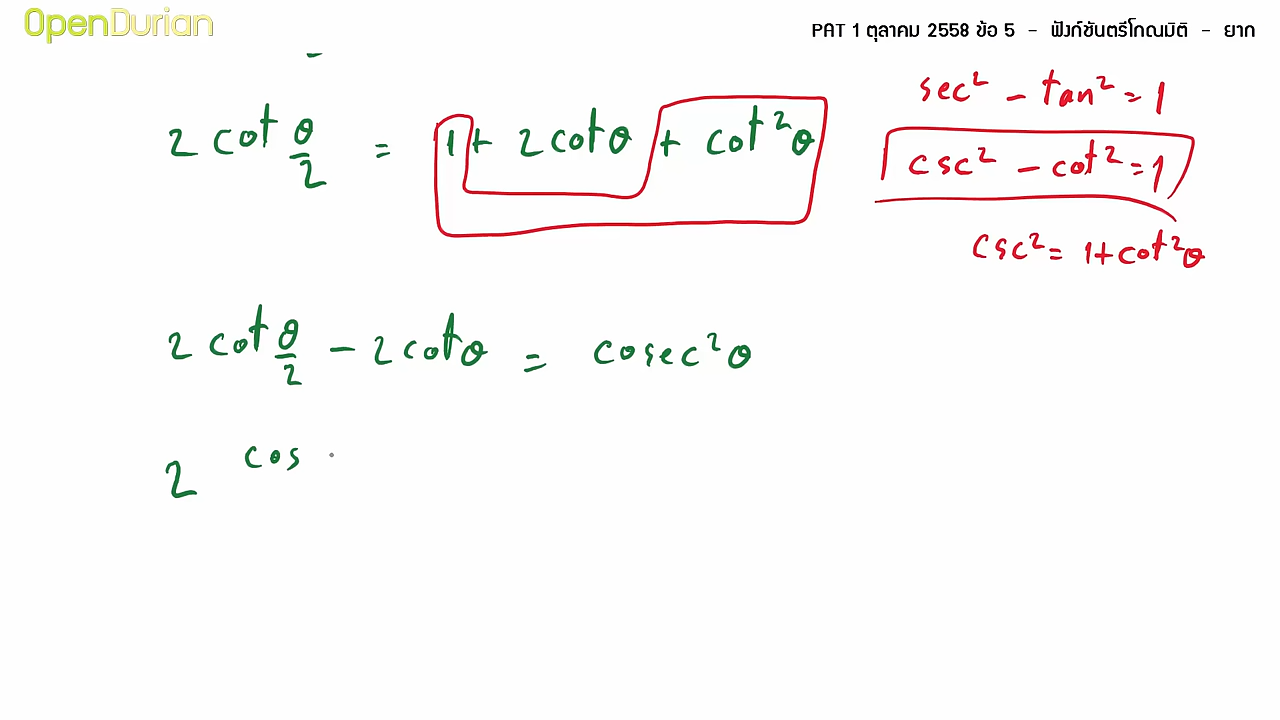 OpenDurian
PAT 1 ตุลาคม 2558 ข้อ 5 - ฟังก์ชันตรีโกณมิติ - ยาก
sec² - tan² = 1
2 cot θ/2 = 1 + 2 cot θ + cot² θ
csc² - cot² = 1
csc² = 1 + cot² θ
2 cot θ/2 - 2 cot θ = cosec² θ
2 cos